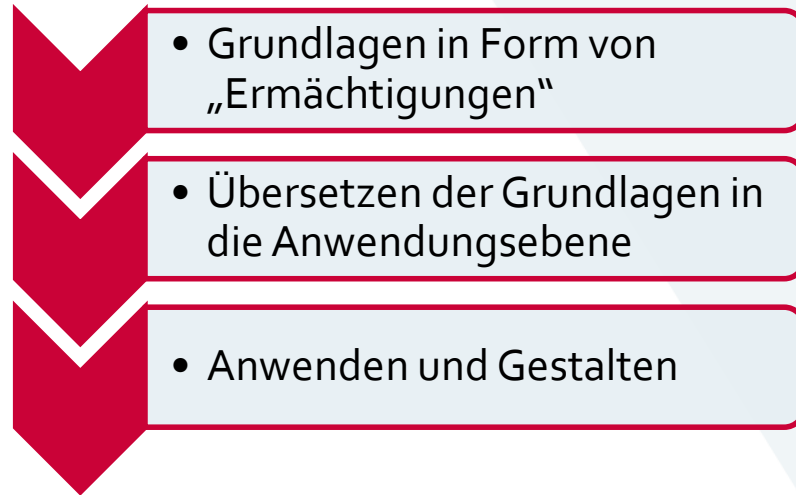 • Grundlagen in Form von
„Ermächtigungen“
• Übersetzen der Grundlagen in
die Anwendungsebene
• Anwenden und Gestalten